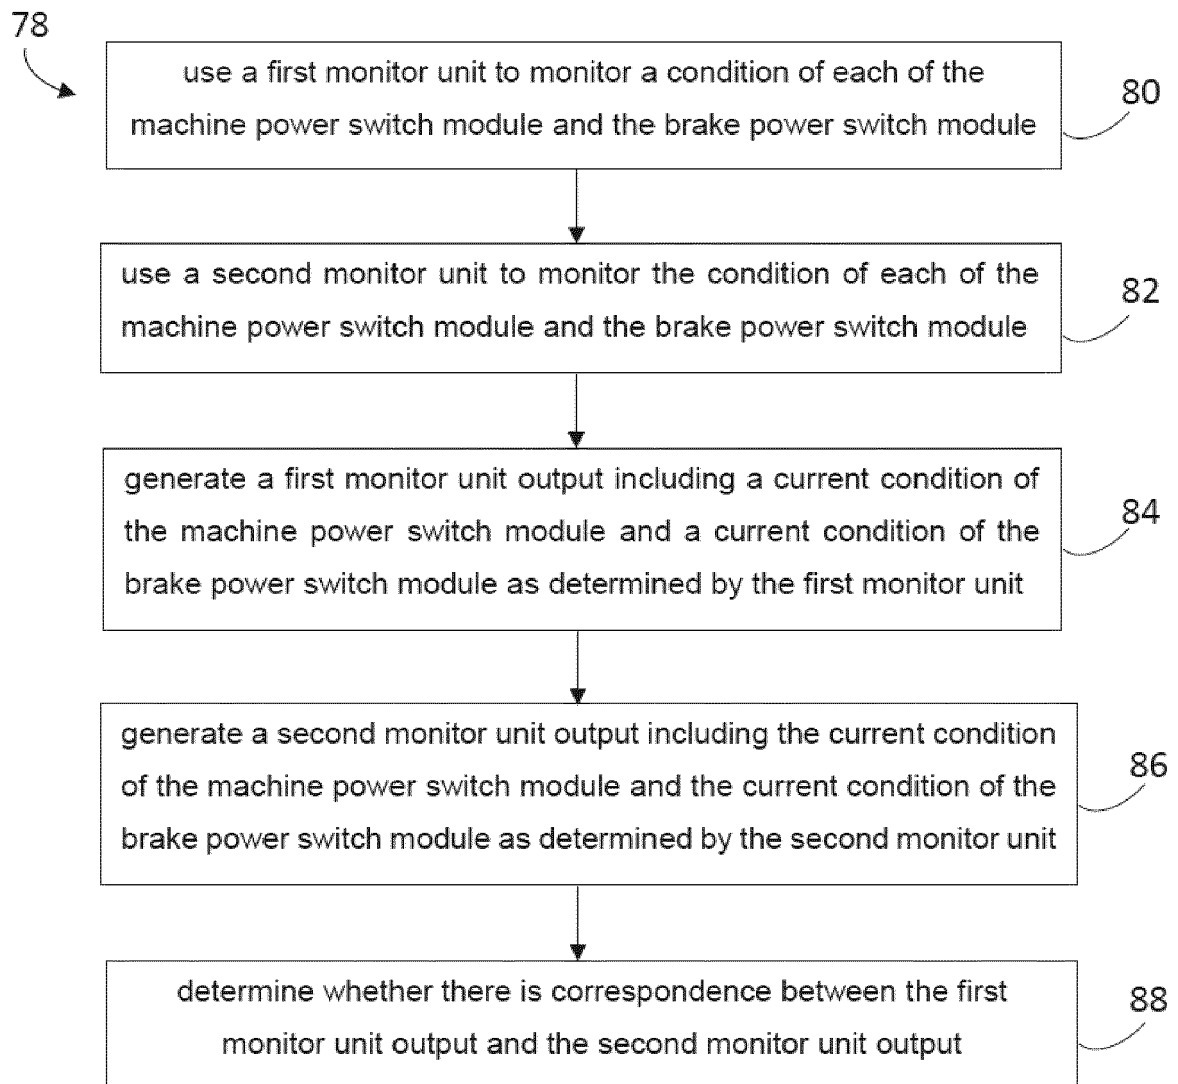 78
use a first monitor unit to monitor a condition of each of the
machine power switch module and the brake power switch module
80
use a second monitor unit to monitor the condition of each of the
machine power switch module and the brake power switch module
82
generate a first monitor unit output including a current condition of
the machine power switch module and a current condition of the
brake power switch module as determined by the first monitor unit
84
generate a second monitor unit output including the current condition
of the machine power switch module and the current condition of the
brake power switch module as determined by the second monitor unit
86
determine whether there is correspondence between the first
monitor unit output and the second monitor unit output
88